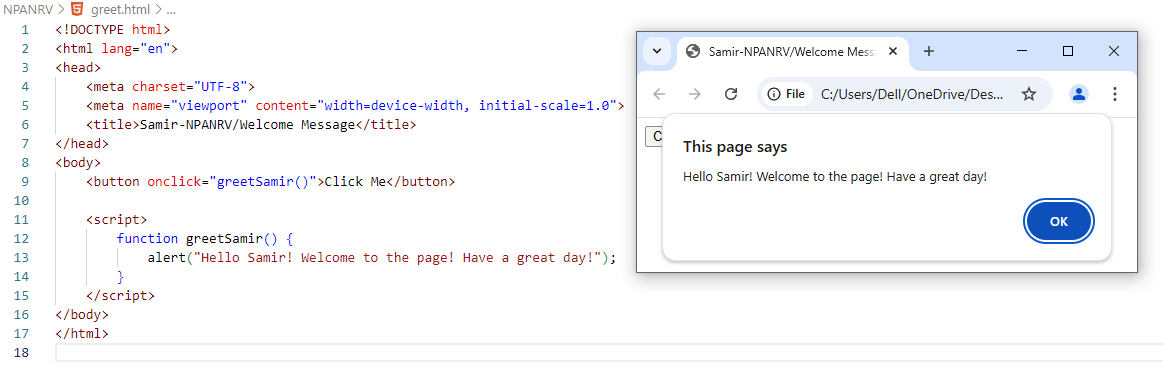 NPANRV > greet.html > ...
1 <!DOCTYPE html>
2 <html lang="en">
3 <head>
4     <meta charset="UTF-8">
5     <meta name="viewport" content="width=device-width, initial-scale=1.0">
6     <title>Samir-NPANRV/Welcome Message</title>
7 </head>
8 <body>
9     <button onclick="greetSamir()">Click Me</button>
10
11     <script>
12         function greetSamir() {
13             alert("Hello Samir! Welcome to the page! Have a great day!");
14         }
15     </script>
16 </body>
17 </html>
18
Samir-NPANRV/Welcome Mess
File C:/Users/Dell/OneDrive/Des...
C
This page says
Hello Samir! Welcome to the page! Have a great day!
OK